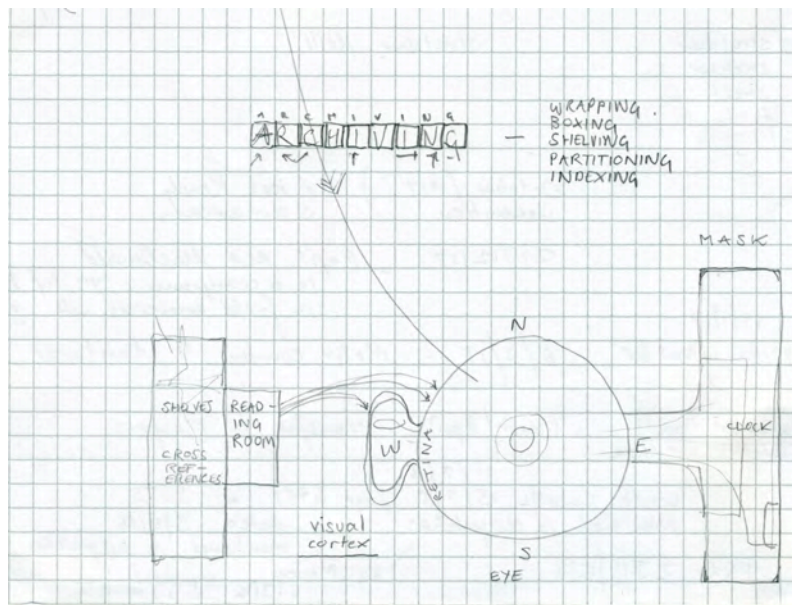 A R C H I V I N G
ARCHIVING — WRAPPING.
BOXING
SHELVING
PARTITIONING
INDEXING
MASK
N
SHELVES
READ-
ING
ROOM
CROSS
REF-
ERENCES
W
RETINA
E
CLOCK
visual
cortex
S
EYE